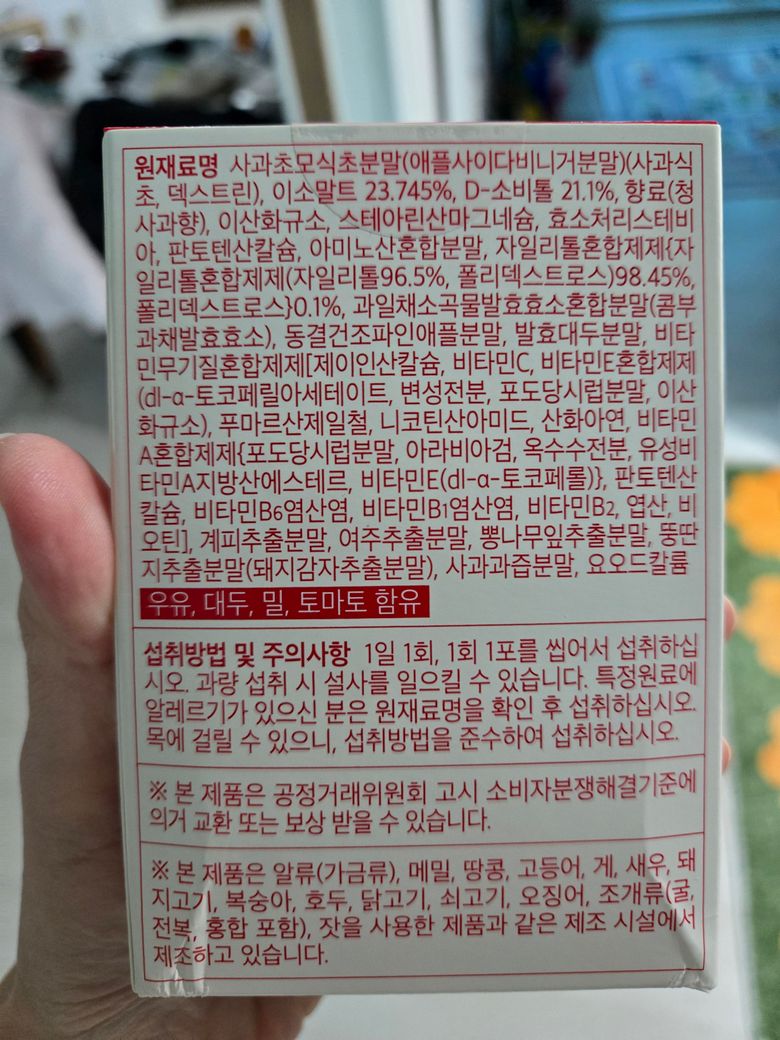 원재료명 사과초모식초분말(애플사이다비니거분말)(사과식
초, 덱스트린), 이소말트 23.745%, D-소비톨 21.1%, 향료(청
사과향), 이산화규소, 스테아린산마그네슘, 효소처리스테비
아, 판토텐산칼슘, 아미노산혼합분말, 자일리톨혼합제제{자
일리톨혼합제제(자일리톨96.5%, 폴리덱스트로스)98.45%,
폴리덱스트로스}0.1%, 과일채소곡물발효효소혼합분말(콤부
과채발효효소), 동결건조파인애플분말, 발효대두분말, 비타
민무기질혼합제제[제이인산칼슘, 비타민C, 비타민E혼합제제
(dl-α-토코페릴아세테이트, 변성전분, 포도당시럽분말, 이산
화규소), 푸마르산제일철, 니코틴산아미드, 산화아연, 비타민
A혼합제제{포도당시럽분말, 아라비아검, 옥수수전분, 유성비
타민A지방산에스테르, 비타민E(dl-α-토코페롤)}, 판토텐산
칼슘, 비타민B6염산염, 비타민B1염산염, 비타민B2, 엽산, 비
오틴], 계피추출분말, 여주추출분말, 뽕나무잎추출분말, 뚱딴
지추출분말(돼지감자추출분말), 사과과즙분말, 요오드칼륨
우유, 대두, 밀, 토마토 함유
섭취방법 및 주의사항 1일 1회, 1회 1포를 씹어서 섭취하십
시오. 과량 섭취 시 설사를 일으킬 수 있습니다. 특정원료에
알레르기가 있으신 분은 원재료명을 확인 후 섭취하십시오.
목에 걸릴 수 있으니, 섭취방법을 준수하여 섭취하십시오.
※ 본 제품은 공정거래위원회 고시 소비자분쟁해결기준에
의거 교환 또는 보상 받을 수 있습니다.
※ 본 제품은 알류(가금류), 메밀, 땅콩, 고등어, 게, 새우, 돼
지고기, 복숭아, 호두, 닭고기, 쇠고기, 오징어, 조개류(굴,
전복, 홍합 포함), 잣을 사용한 제품과 같은 제조 시설에서
제조하고 있습니다.